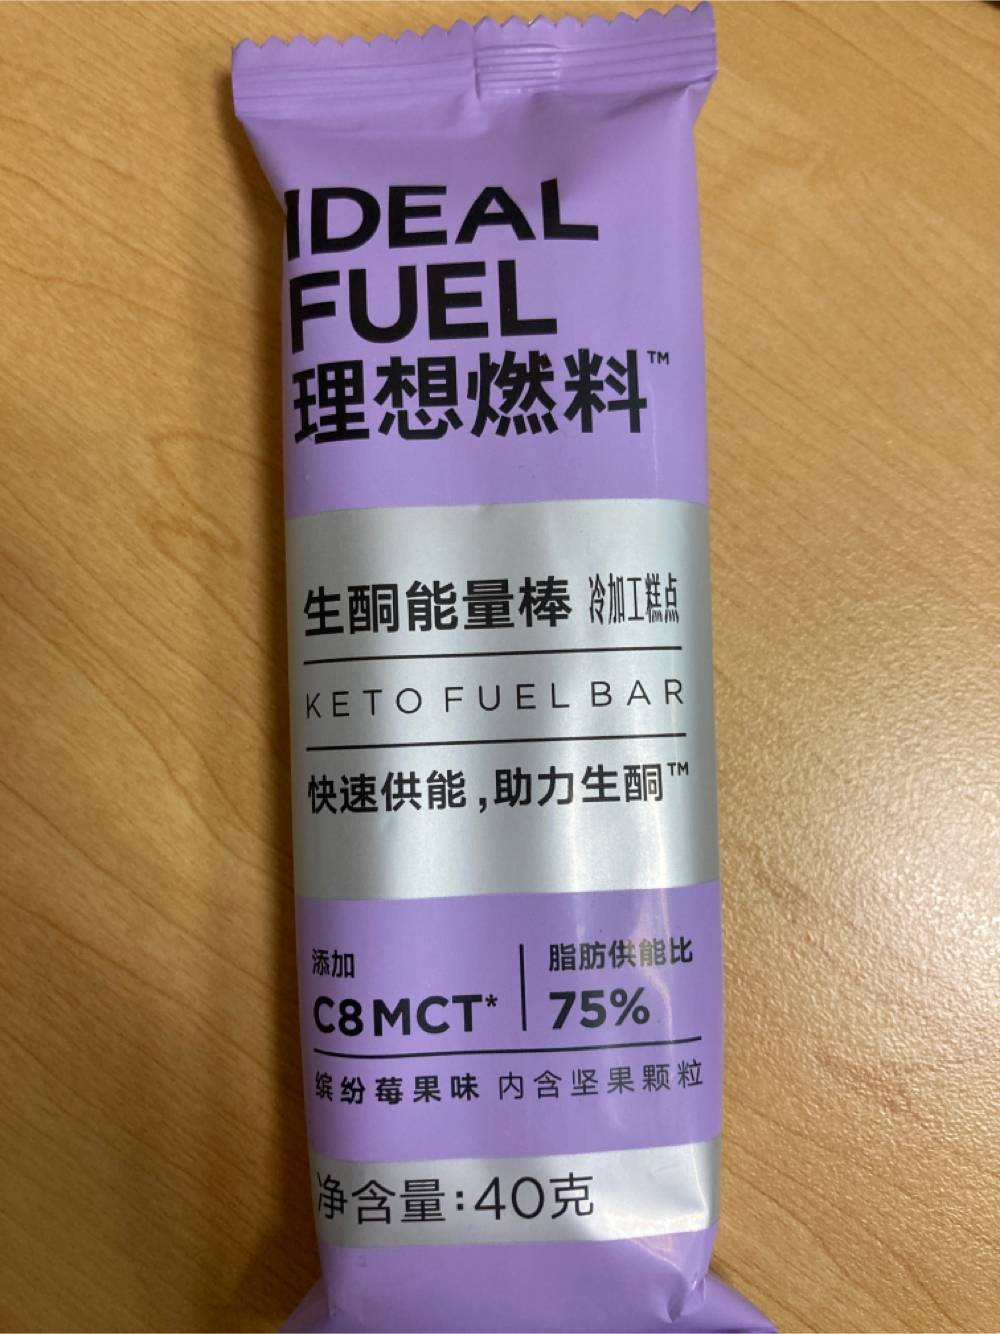 IDEAL
FUEL
理想燃料™
生酮能量棒 冷加工糕点
KETO FUEL BAR
快速供能,助力生酮™
添加
C8 MCT*
脂肪供能比
75%
缤纷莓果味 内含坚果颗粒
净含量:40克